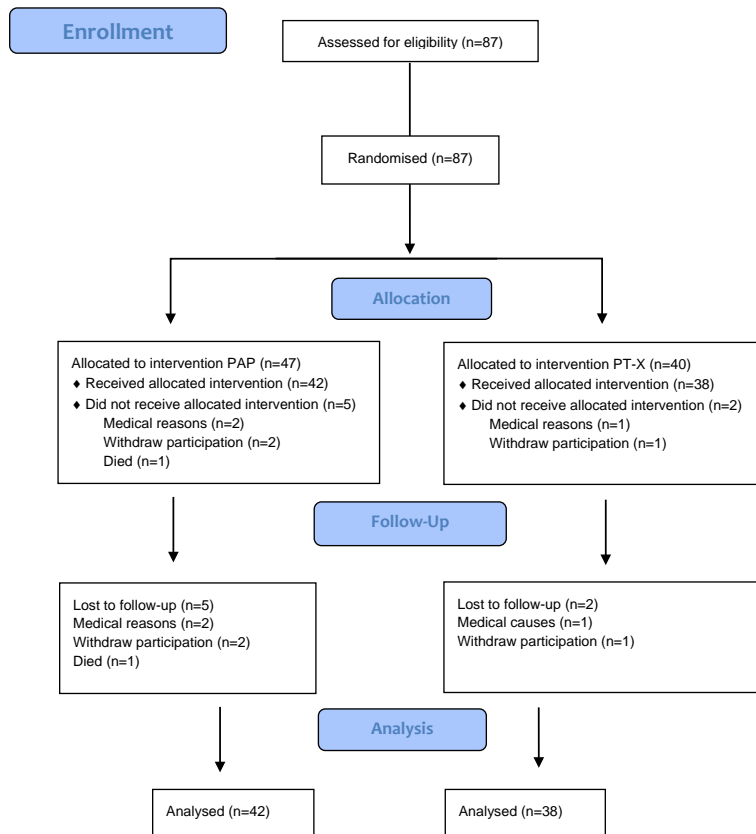 Enrollment
Assessed for eligibility (n=87)
Randomised (n=87)
Allocation
Allocated to intervention PAP (n=47)
♦ Received allocated intervention (n=42)
♦ Did not receive allocated intervention (n=5)
Medical reasons (n=2)
Withdraw participation (n=2)
Died (n=1)
Allocated to intervention PT-X (n=40)
♦ Received allocated intervention (n=38)
♦ Did not receive allocated intervention (n=2)
Medical reasons (n=1)
Withdraw participation (n=1)
Follow-Up
Lost to follow-up (n=5)
Medical reasons (n=2)
Withdraw participation (n=2)
Died (n=1)
Lost to follow-up (n=2)
Medical causes (n=1)
Withdraw participation (n=1)
Analysis
Analysed (n=42)
Analysed (n=38)